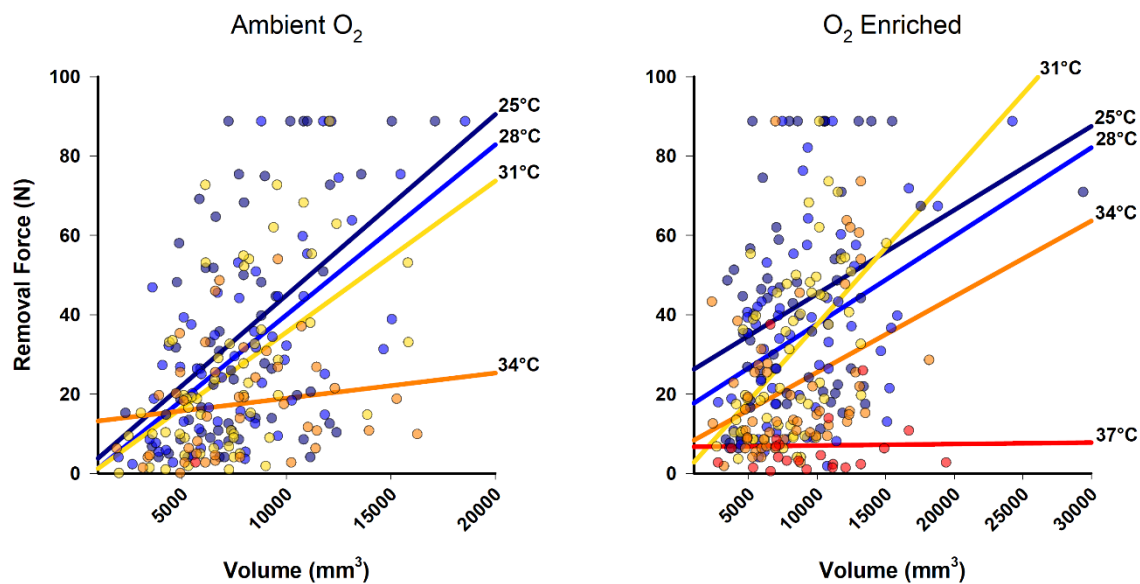 Ambient O₂
O₂ Enriched
Removal Force (N)
100
80
60
40
20
0
25°C
28°C
31°C
34°C
5000
10000
15000
20000
Volume (mm³)
100
80
60
40
20
0
31°C
25°C
28°C
34°C
37°C
5000
10000
15000
20000
25000
30000
Volume (mm³)